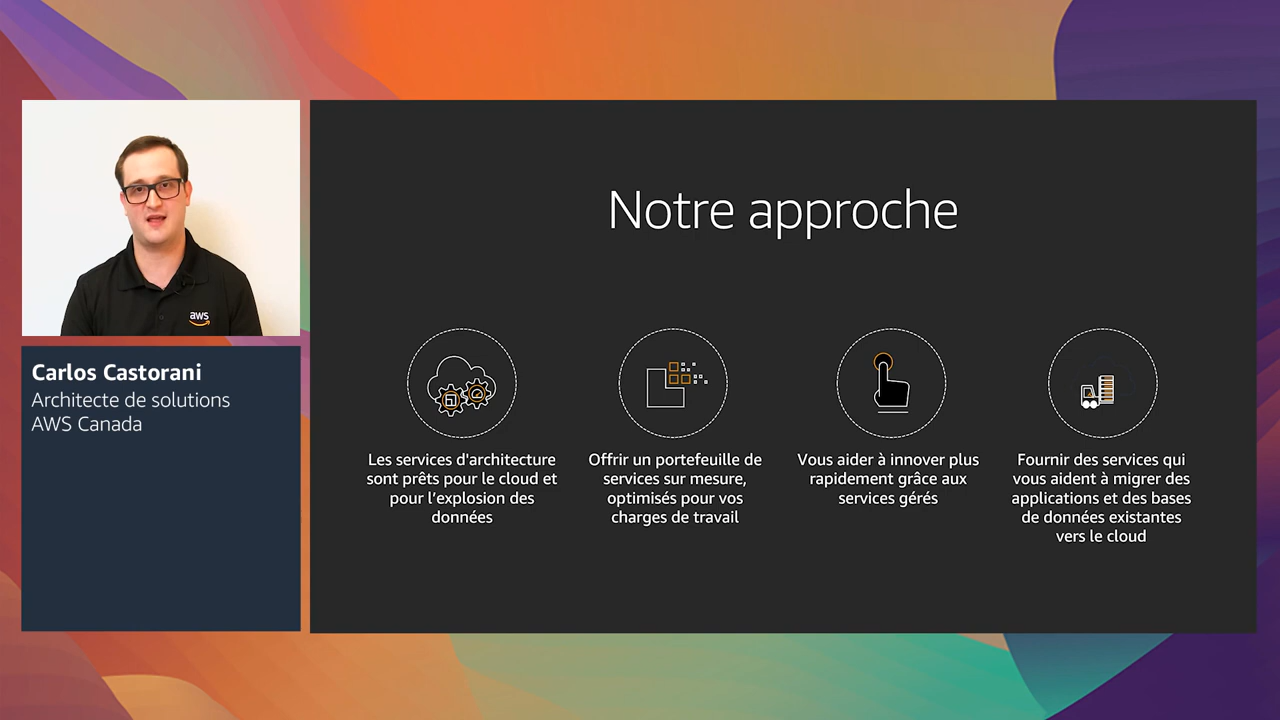 Notre approche
aws
Carlos Castorani
Architecte de solutions
AWS Canada
Les services d'architecture
sont prêts pour le cloud et
pour l’explosion des
données
Offrir un portefeuille de
services sur mesure,
optimisés pour vos
charges de travail
Vous aider à innover plus
rapidement grâce aux
services gérés
Fournir des services qui
vous aident à migrer des
applications et des bases
de données existantes
vers le cloud